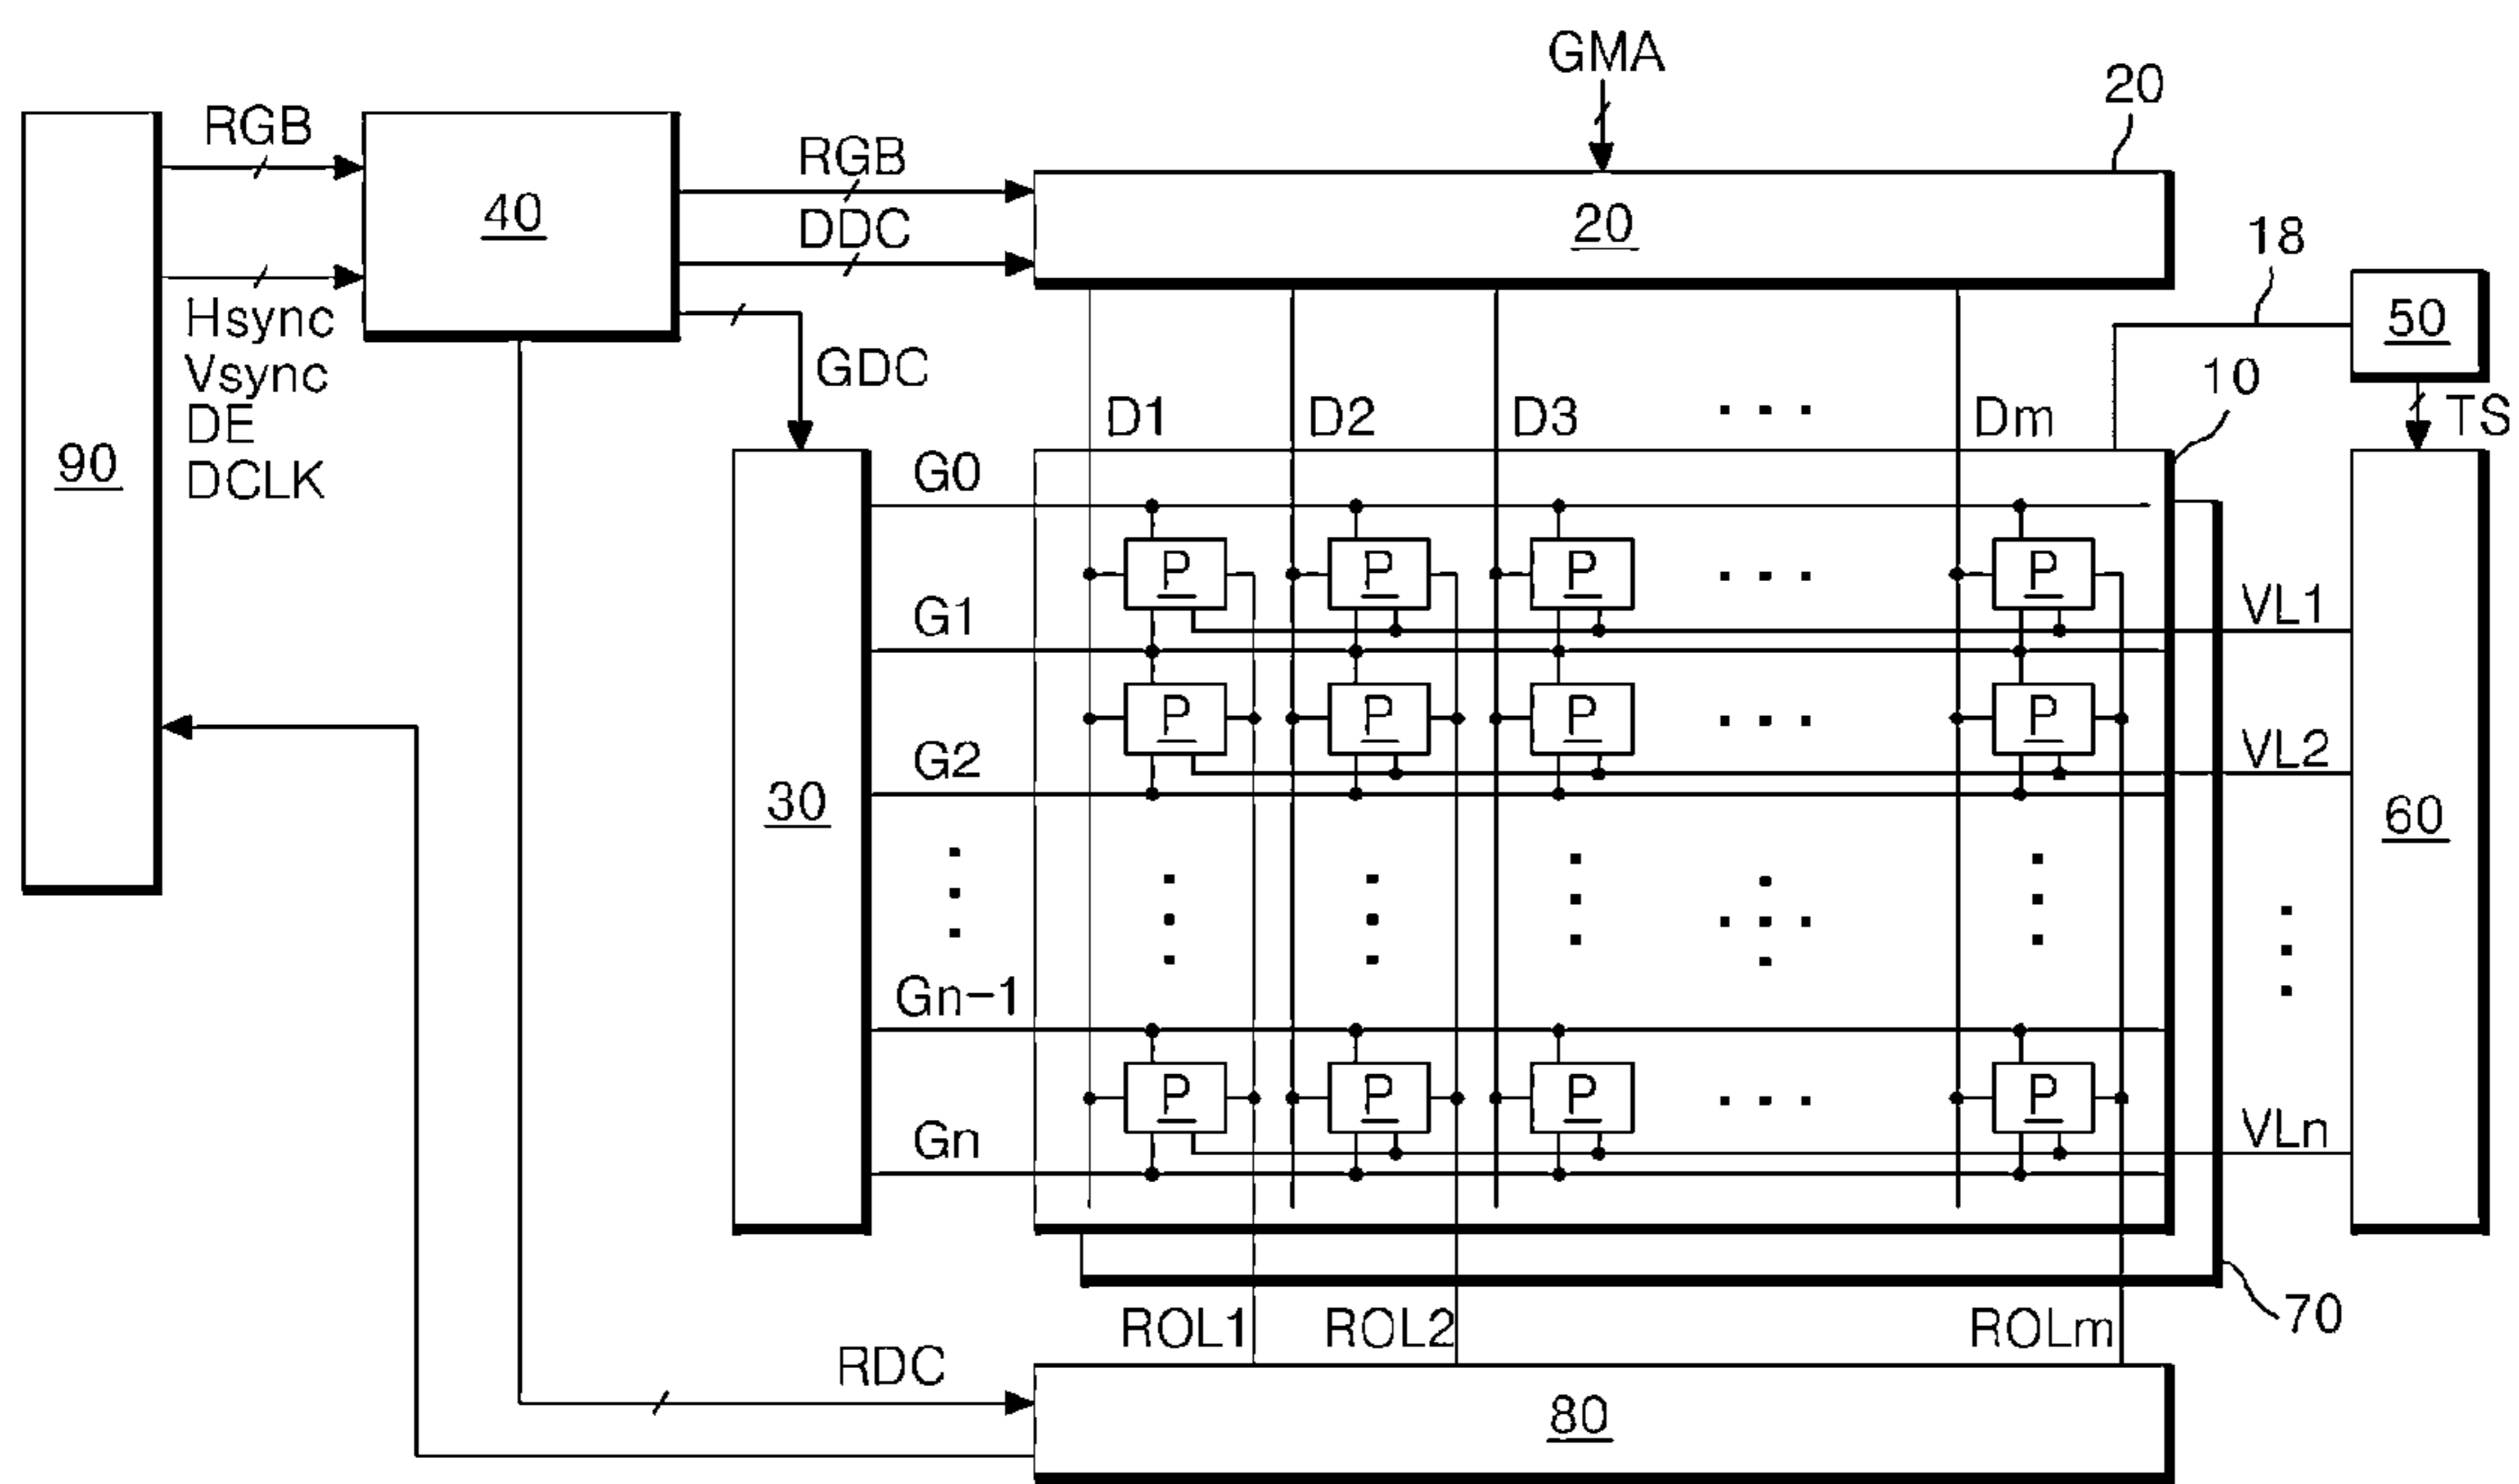 GMA
20
RGB
RGB
40
DDC
20
18
Hsync
Vsync
DE
DCLK
50
GDC
10
D1
D2
D3
Dm
TS
90
G0
P
P
P
P
VL1
G1
P
P
P
P
VL2
G2
30
60
Gn-1
P
P
P
P
VLn
Gn
ROL1
ROL2
ROLm
70
RDC
80